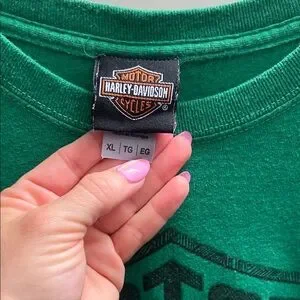 MOTOR
HARLEY-DAVIDSON
CYCLES
®
XL TG EG